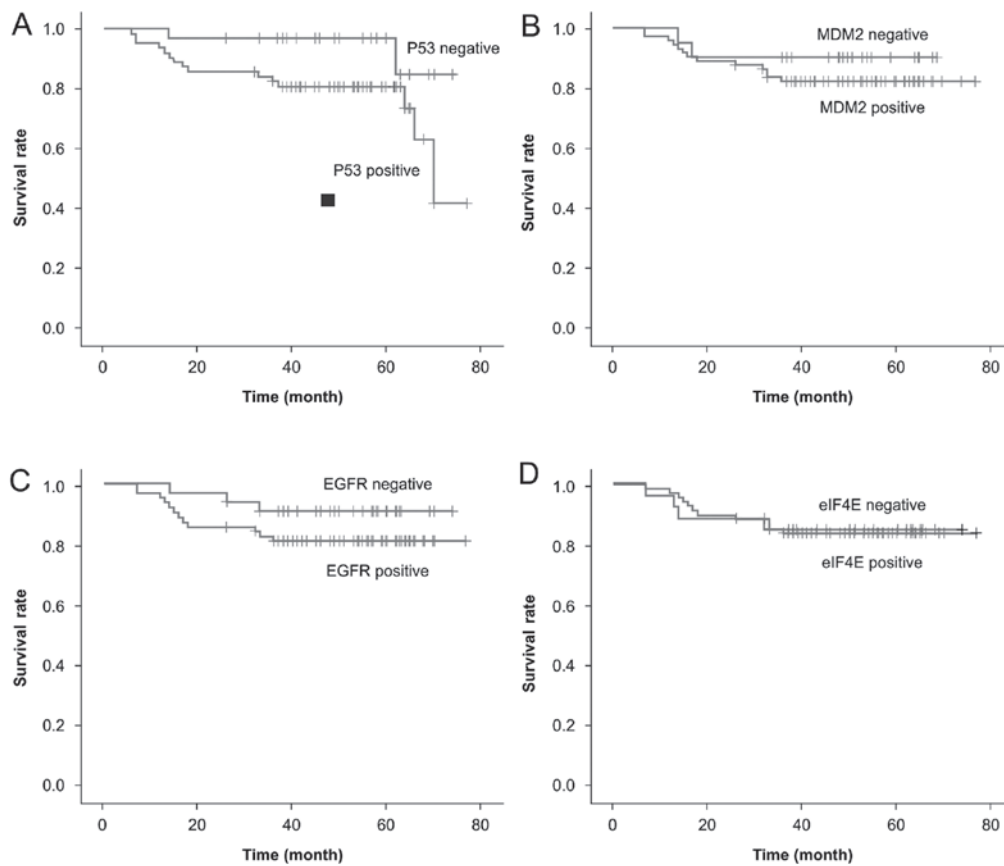 A
1.0
0.8
0.6
0.4
0.2
0.0
Survival rate
P53 negative
P53 positive
0 20 40 60 80
Time (month)
B
1.0
0.8
0.6
0.4
0.2
0.0
Survival rate
MDM2 negative
MDM2 positive
0 20 40 60 80
Time (month)
C
1.0
0.8
0.6
0.4
0.2
0.0
Survival rate
EGFR negative
EGFR positive
0 20 40 60 80
Time (month)
D
1.0
0.8
0.6
0.4
0.2
0.0
Survival rate
eIF4E negative
eIF4E positive
0 20 40 60 80
Time (month)